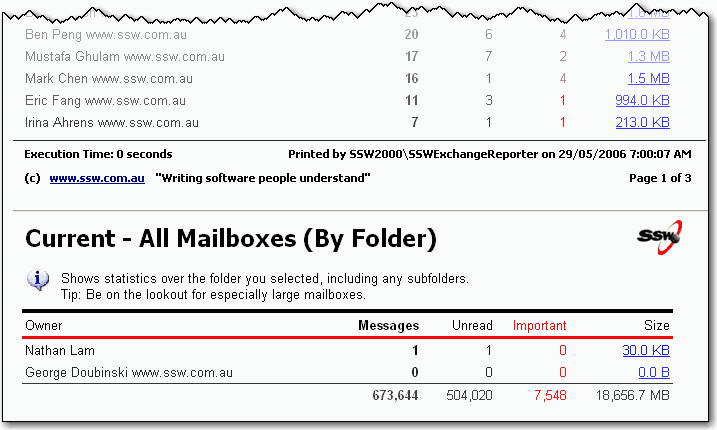 23 1.8 MB
Ben Peng www.ssw.com.au 20 6 4 1,010.0 KB
Mustafa Ghulam www.ssw.com.au 17 7 2 1.3 MB
Mark Chen www.ssw.com.au 16 1 4 1.5 MB
Eric Fang www.ssw.com.au 11 3 1 994.0 KB
Irina Ahrens www.ssw.com.au 7 1 1 213.0 KB
Execution Time: 0 seconds Printed by SSW2000\SSWExchangeReporter on 29/05/2006 7:00:07 AM
(c) www.ssw.com.au "Writing software people understand" Page 1 of 3
Current - All Mailboxes (By Folder) SSW
Shows statistics over the folder you selected, including any subfolders.
Tip: Be on the lookout for especially large mailboxes.
Owner Messages Unread Important Size
Nathan Lam 1 1 0 30.0 KB
George Doubinski www.ssw.com.au 0 0 0 0.0 B
673,644 504,020 7,548 18,656.7 MB